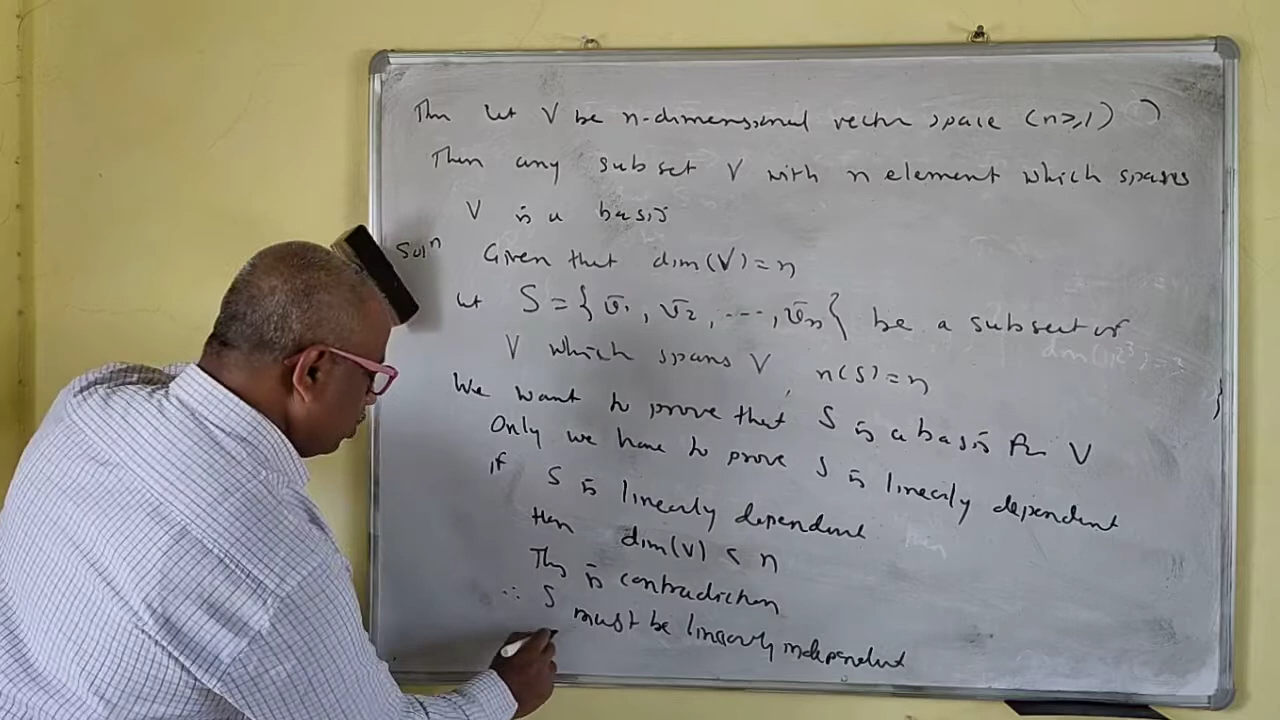 Thm Let V be n-dimensional vector space (n≥1)
Then any subset V with n element which spans
V is a basis
Solⁿ Given that dim(V)=n
Let S={v̄₁, v̄₂, ----, v̄ₙ} be a subset of
V which spans V, n(S)=n
We want to prove that S is a basis for V
Only we have to prove S is linearly dependent
if S is linearly dependent
then dim(V) < n
This is contradiction
∴ S must be linearly independent